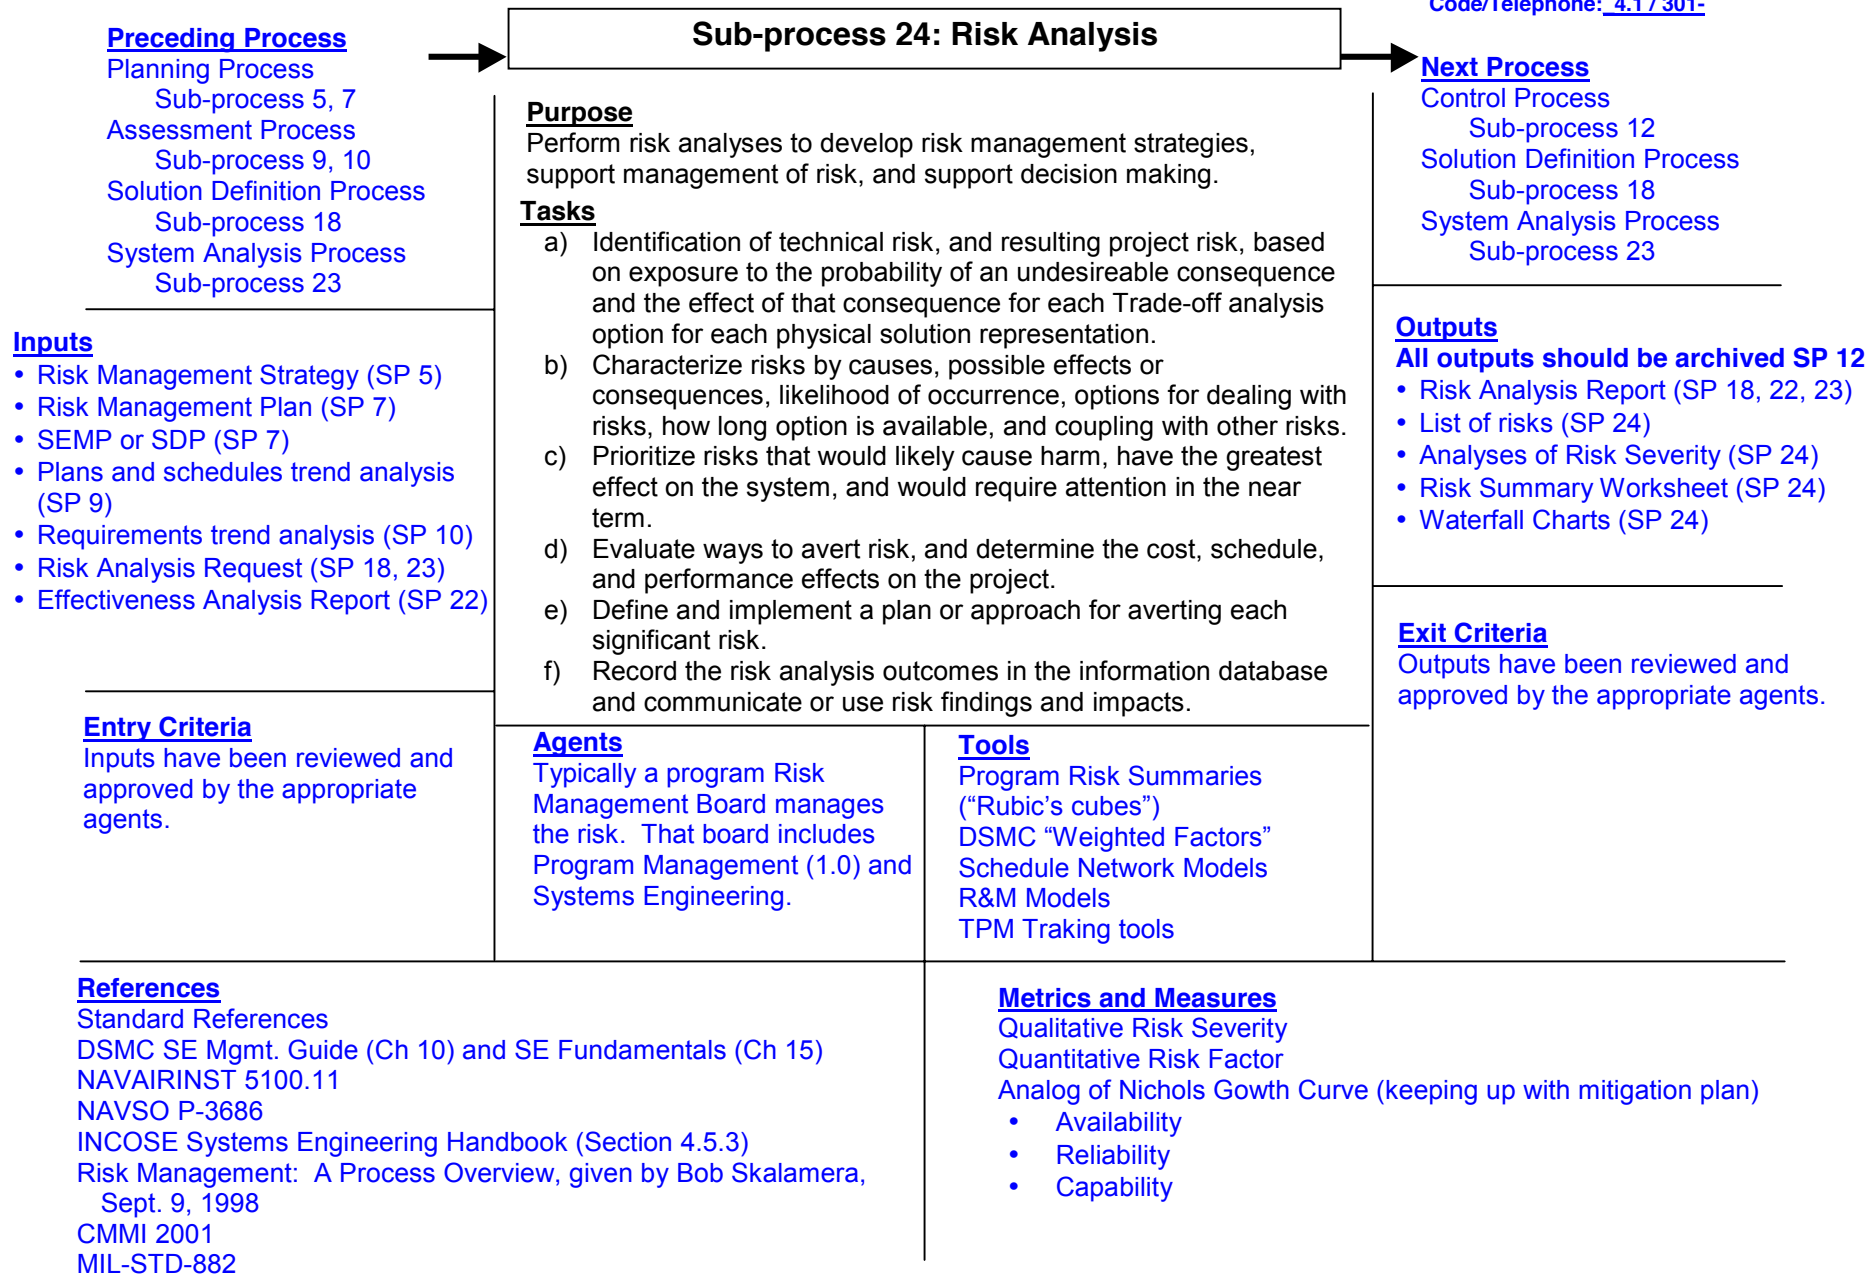 Code/Telephone:_4.1 / 301-
Sub-process 24: Risk Analysis
Preceding Process
Planning Process
Sub-process 5, 7
Assessment Process
Sub-process 9, 10
Solution Definition Process
Sub-process 18
System Analysis Process
Sub-process 23
Inputs
• Risk Management Strategy (SP 5)
• Risk Management Plan (SP 7)
• SEMP or SDP (SP 7)
• Plans and schedules trend analysis
(SP 9)
• Requirements trend analysis (SP 10)
• Risk Analysis Request (SP 18, 23)
• Effectiveness Analysis Report (SP 22)
Entry Criteria
Inputs have been reviewed and
approved by the appropriate
agents.
Purpose
Perform risk analyses to develop risk management strategies,
support management of risk, and support decision making.
Tasks
a) Identification of technical risk, and resulting project risk, based
on exposure to the probability of an undesireable consequence
and the effect of that consequence for each Trade-off analysis
option for each physical solution representation.
b) Characterize risks by causes, possible effects or
consequences, likelihood of occurrence, options for dealing with
risks, how long option is available, and coupling with other risks.
c) Prioritize risks that would likely cause harm, have the greatest
effect on the system, and would require attention in the near
term.
d) Evaluate ways to avert risk, and determine the cost, schedule,
and performance effects on the project.
e) Define and implement a plan or approach for averting each
significant risk.
f) Record the risk analysis outcomes in the information database
and communicate or use risk findings and impacts.
Agents
Typically a program Risk
Management Board manages
the risk. That board includes
Program Management (1.0) and
Systems Engineering.
Tools
Program Risk Summaries
(“Rubic’s cubes”)
DSMC “Weighted Factors”
Schedule Network Models
R&M Models
TPM Traking tools
Next Process
Control Process
Sub-process 12
Solution Definition Process
Sub-process 18
System Analysis Process
Sub-process 23
Outputs
All outputs should be archived SP 12
• Risk Analysis Report (SP 18, 22, 23)
• List of risks (SP 24)
• Analyses of Risk Severity (SP 24)
• Risk Summary Worksheet (SP 24)
• Waterfall Charts (SP 24)
Exit Criteria
Outputs have been reviewed and
approved by the appropriate agents.
References
Standard References
DSMC SE Mgmt. Guide (Ch 10) and SE Fundamentals (Ch 15)
NAVAIRINST 5100.11
NAVSO P-3686
INCOSE Systems Engineering Handbook (Section 4.5.3)
Risk Management: A Process Overview, given by Bob Skalamera,
Sept. 9, 1998
CMMI 2001
MIL-STD-882
Metrics and Measures
Qualitative Risk Severity
Quantitative Risk Factor
Analog of Nichols Gowth Curve (keeping up with mitigation plan)
• Availability
• Reliability
• Capability